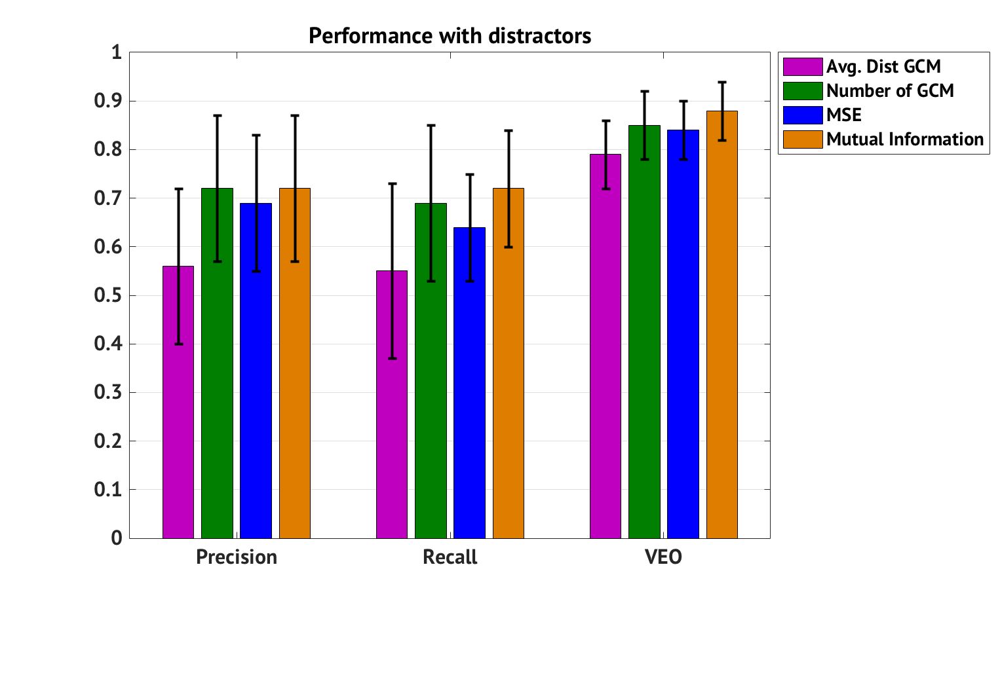 Performance with distractors
1
0.9
0.8
0.7
0.6
0.5
0.4
0.3
0.2
0.1
0
Precision Recall VEO
Avg. Dist GCM
Number of GCM
MSE
Mutual Information